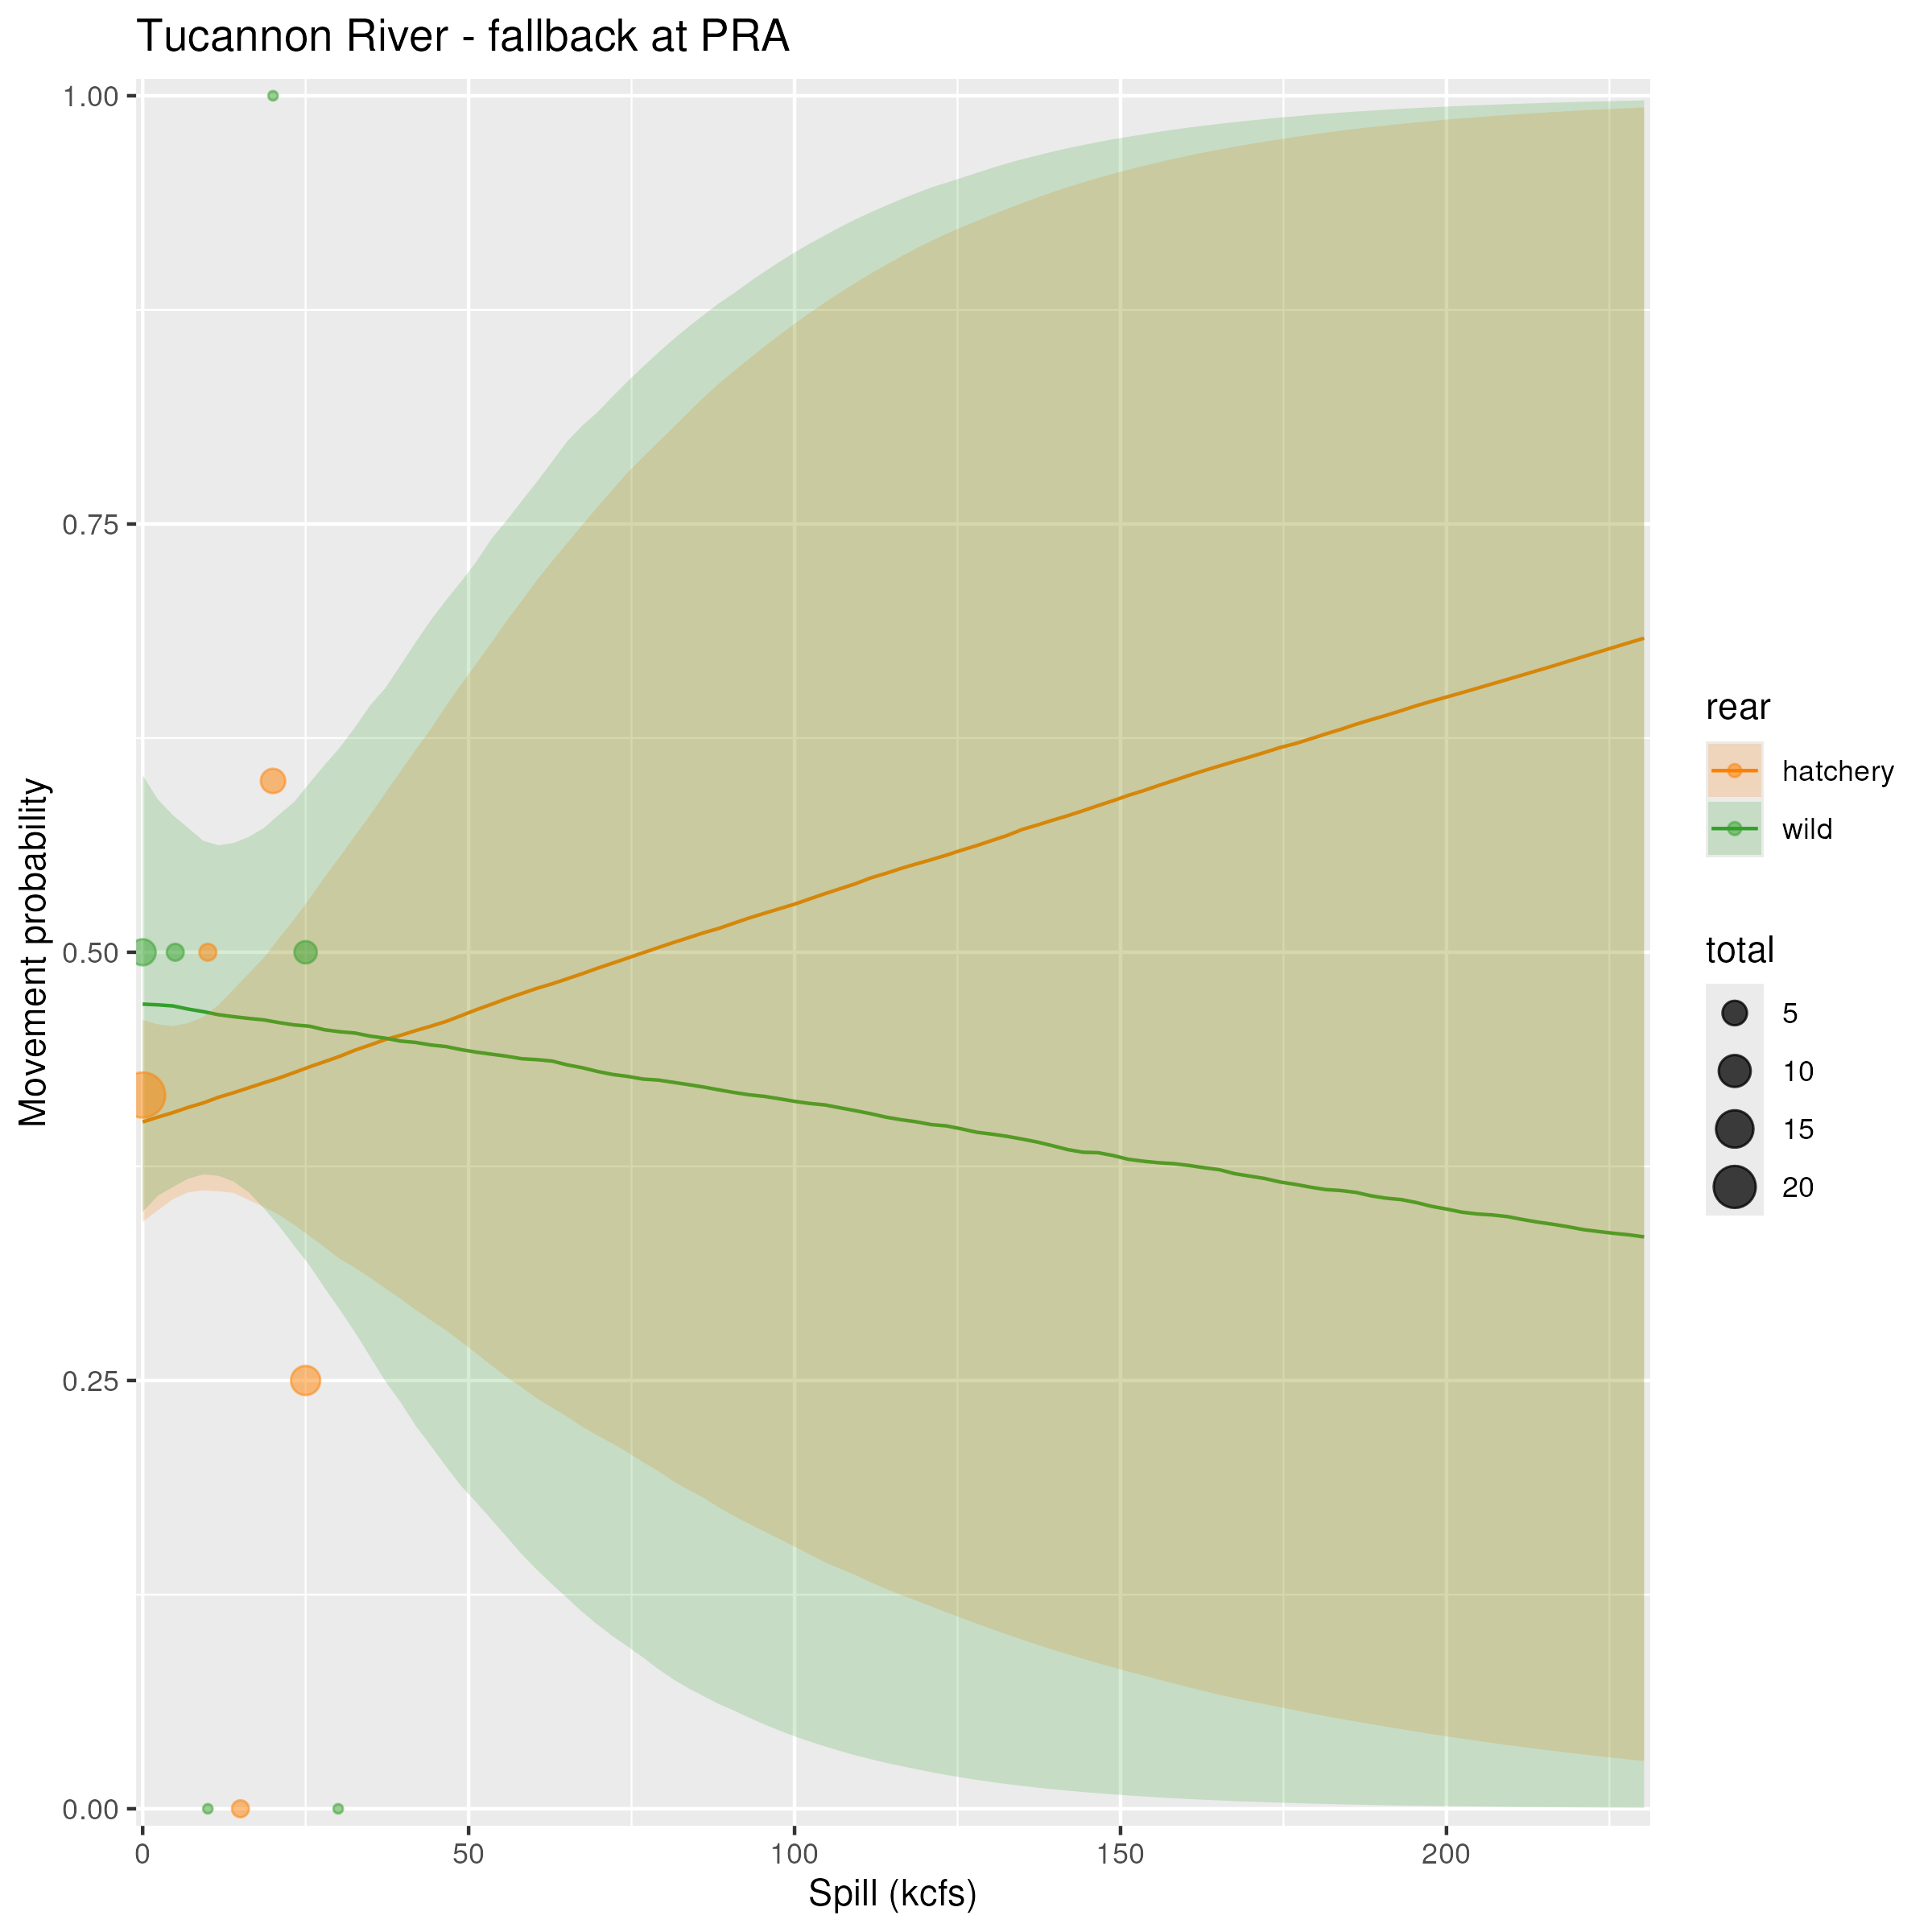 Tucannon River - fallback at PRA
1.00
0.75
0.50
0.25
0.00
Movement probability
0
50
100
150
200
Spill (kcfs)
rear
hatchery
wild
total
5
10
15
20